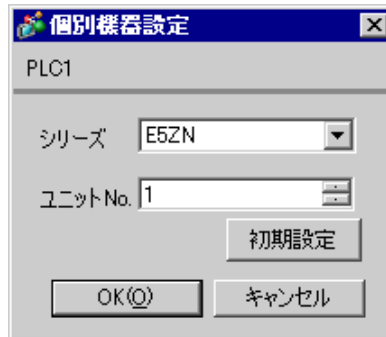 個別機器設定
PLC1
シリーズ E5ZN
ユニットNo. 1
初期設定
OK(O) キャンセル